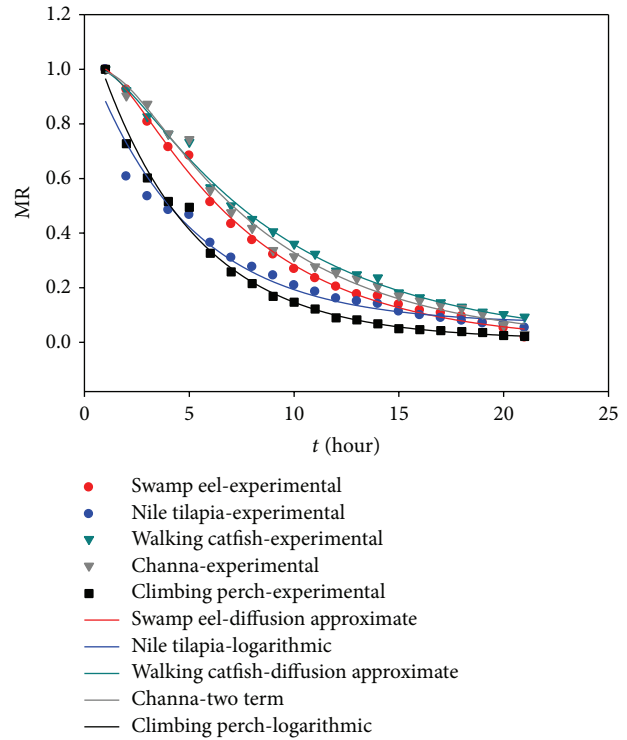 1.2
1.0
0.8
0.6
0.4
0.2
0.0
MR
0 5 10 15 20 25
t (hour)
Swamp eel-experimental
Nile tilapia-experimental
Walking catfish-experimental
Channa-experimental
Climbing perch-experimental
Swamp eel-diffusion approximate
Nile tilapia-logarithmic
Walking catfish-diffusion approximate
Channa-two term
Climbing perch-logarithmic